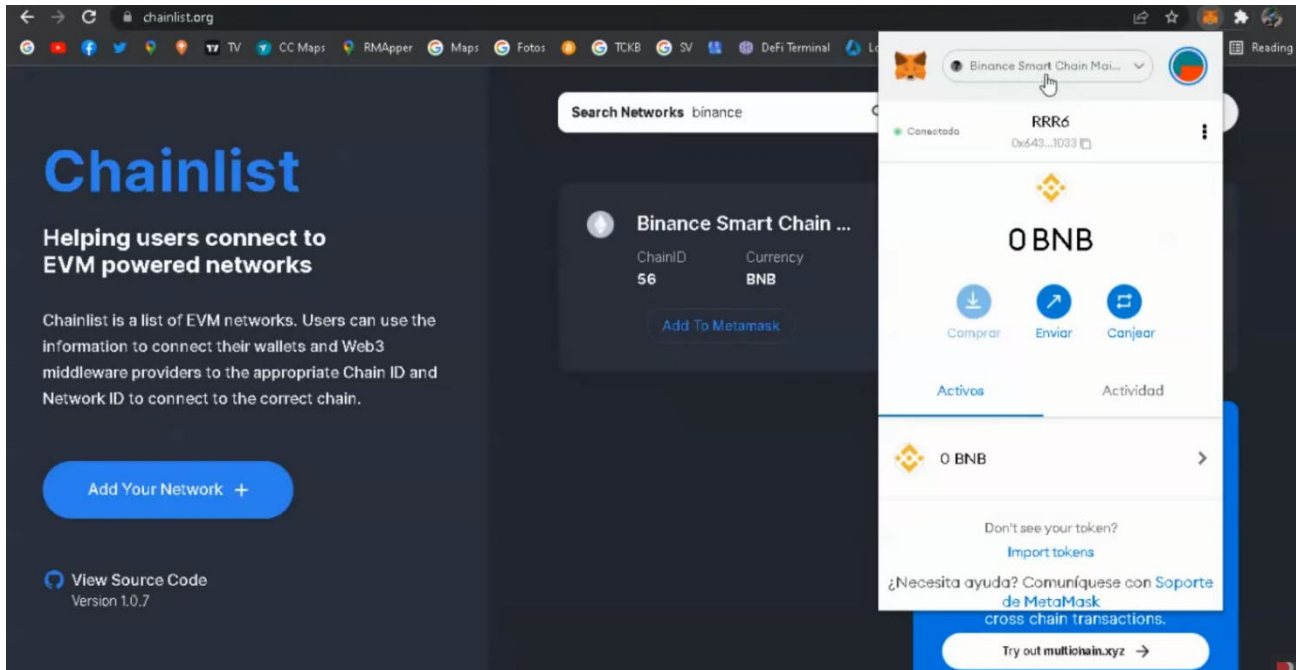 chainlist.org
TV CC Maps RMApper Maps Fotos TCKB SV DeFi Terminal Reading
Chainlist
Helping users connect to
EVM powered networks
Chainlist is a list of EVM networks. Users can use the
information to connect their wallets and Web3
middleware providers to the appropriate Chain ID and
Network ID to connect to the correct chain.
Add Your Network +
View Source Code
Version 1.0.7
Search Networks binance
Binance Smart Chain ...
ChainID Currency
56 BNB
Add To Metamask
Binance Smart Chain Mai...
Conectado
RRR6
0x643...1033
0 BNB
Comprar Enviar Canjear
Activos Actividad
0 BNB
Don't see your token?
Import tokens
¿Necesita ayuda? Comuníquese con Soporte
de MetaMask
cross chain transactions.
Try out multichain.xyz →